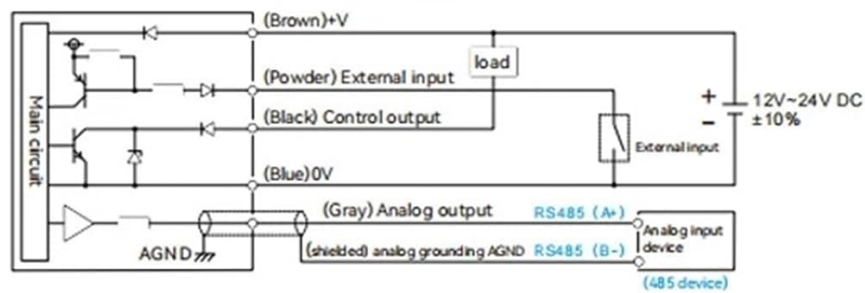 (Brown)+V
load
(Powder) External input
(Black) Control output
Main circuit
+
−
12V~24V DC
±10%
External input
(Blue)0V
(Gray) Analog output
RS485 (A+)
Analog input
device
AGND
(shielded) analog grounding AGND
RS485 (B-)
(485 device)